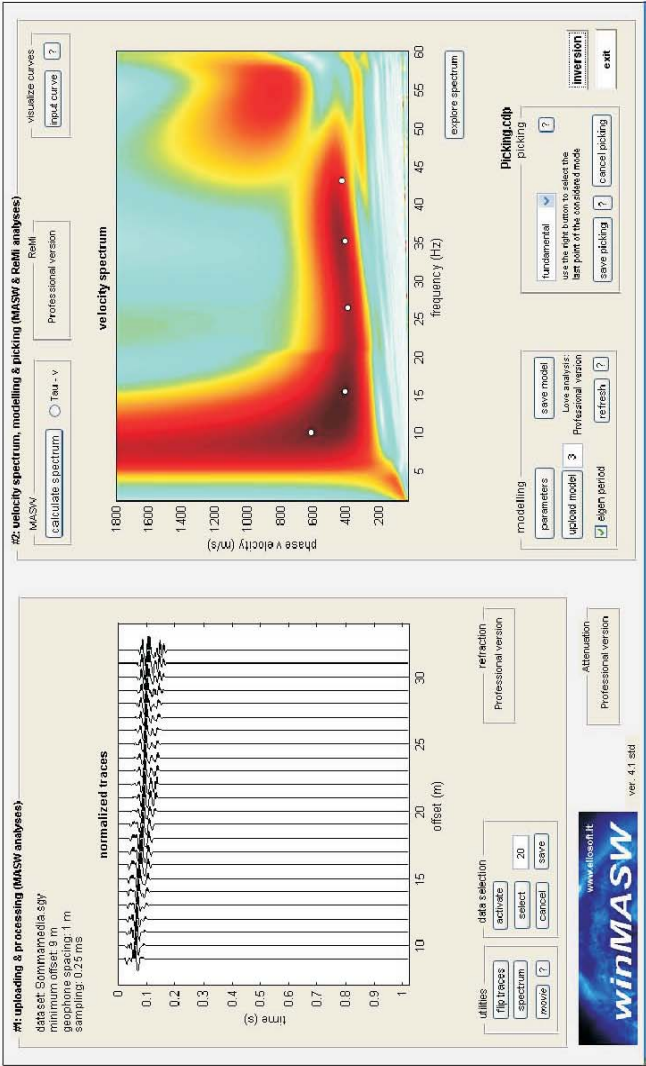 #1: uploading & processing (MASW analyses)
dataset: Sommamedia.sgy
minimum offset: 9 m
geophone spacing: 1 m
sampling: 0.25 ms
normalized traces
0
0.1
0.2
0.3
0.4
0.5
0.6
0.7
0.8
0.9
1
time (s)
10 15 20 25 30
offset (m)
utilities
flip traces
spectrum
movie ?
data selection
activate
select 20
cancel save
refraction
Professional version
winMASW
www.eliosoft.it
ver. 4.1 std
Attenuation
Professional version
#2: velocity spectrum, modelling & picking (MASW & ReMi analyses)
MASW
calculate spectrum Tau - v
ReMi
Professional version
visualize curves
input curve ?
velocity spectrum
1800
1600
1400
1200
1000
800
600
400
200
phase velocity (m/s)
5 10 15 20 25 30 35 40 45 50 55 60
frequency (Hz)
explore spectrum
modelling
parameters save model
upload model 3
Love analysis:
Professional version
eigen period refresh ?
Picking.cdp
picking
fundamental ?
use the right button to select the
last point of the considered mode
save picking ? cancel picking
inversion
exit